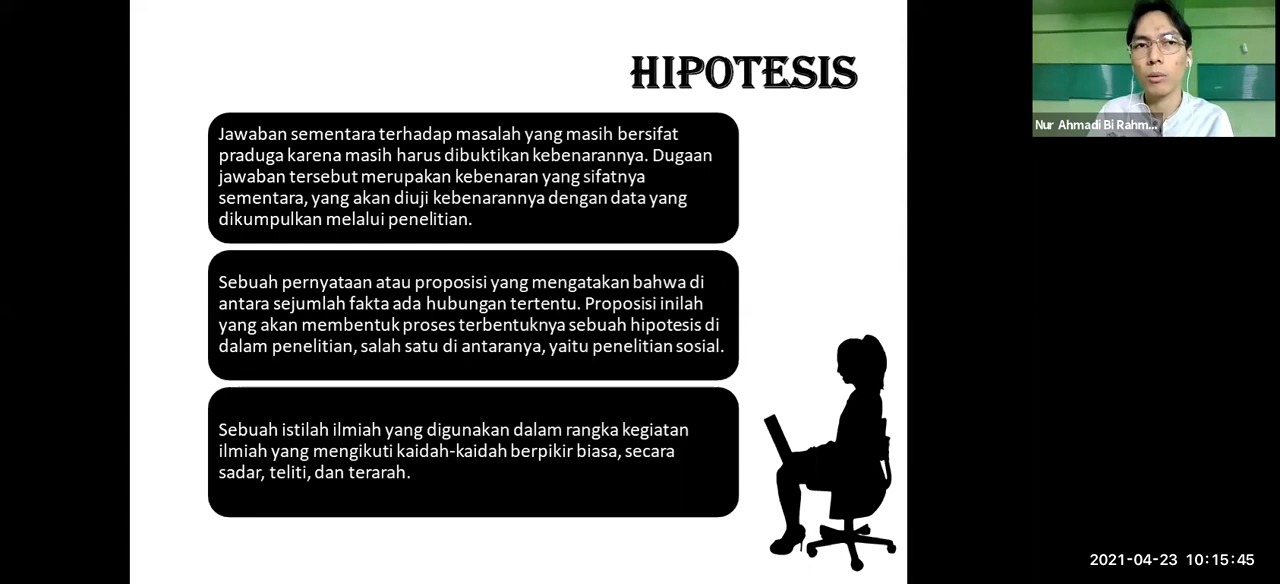 HIPOTESIS
Jawaban sementara terhadap masalah yang masih bersifat
praduga karena masih harus dibuktikan kebenarannya. Dugaan
jawaban tersebut merupakan kebenaran yang sifatnya
sementara, yang akan diuji kebenarannya dengan data yang
dikumpulkan melalui penelitian.
Sebuah pernyataan atau proposisi yang mengatakan bahwa di
antara sejumlah fakta ada hubungan tertentu. Proposisi inilah
yang akan membentuk proses terbentuknya sebuah hipotesis di
dalam penelitian, salah satu di antaranya, yaitu penelitian sosial.
Sebuah istilah ilmiah yang digunakan dalam rangka kegiatan
ilmiah yang mengikuti kaidah-kaidah berpikir biasa, secara
sadar, teliti, dan terarah.
Nur Ahmadi Bi Rahm...
2021-04-23 10:15:45